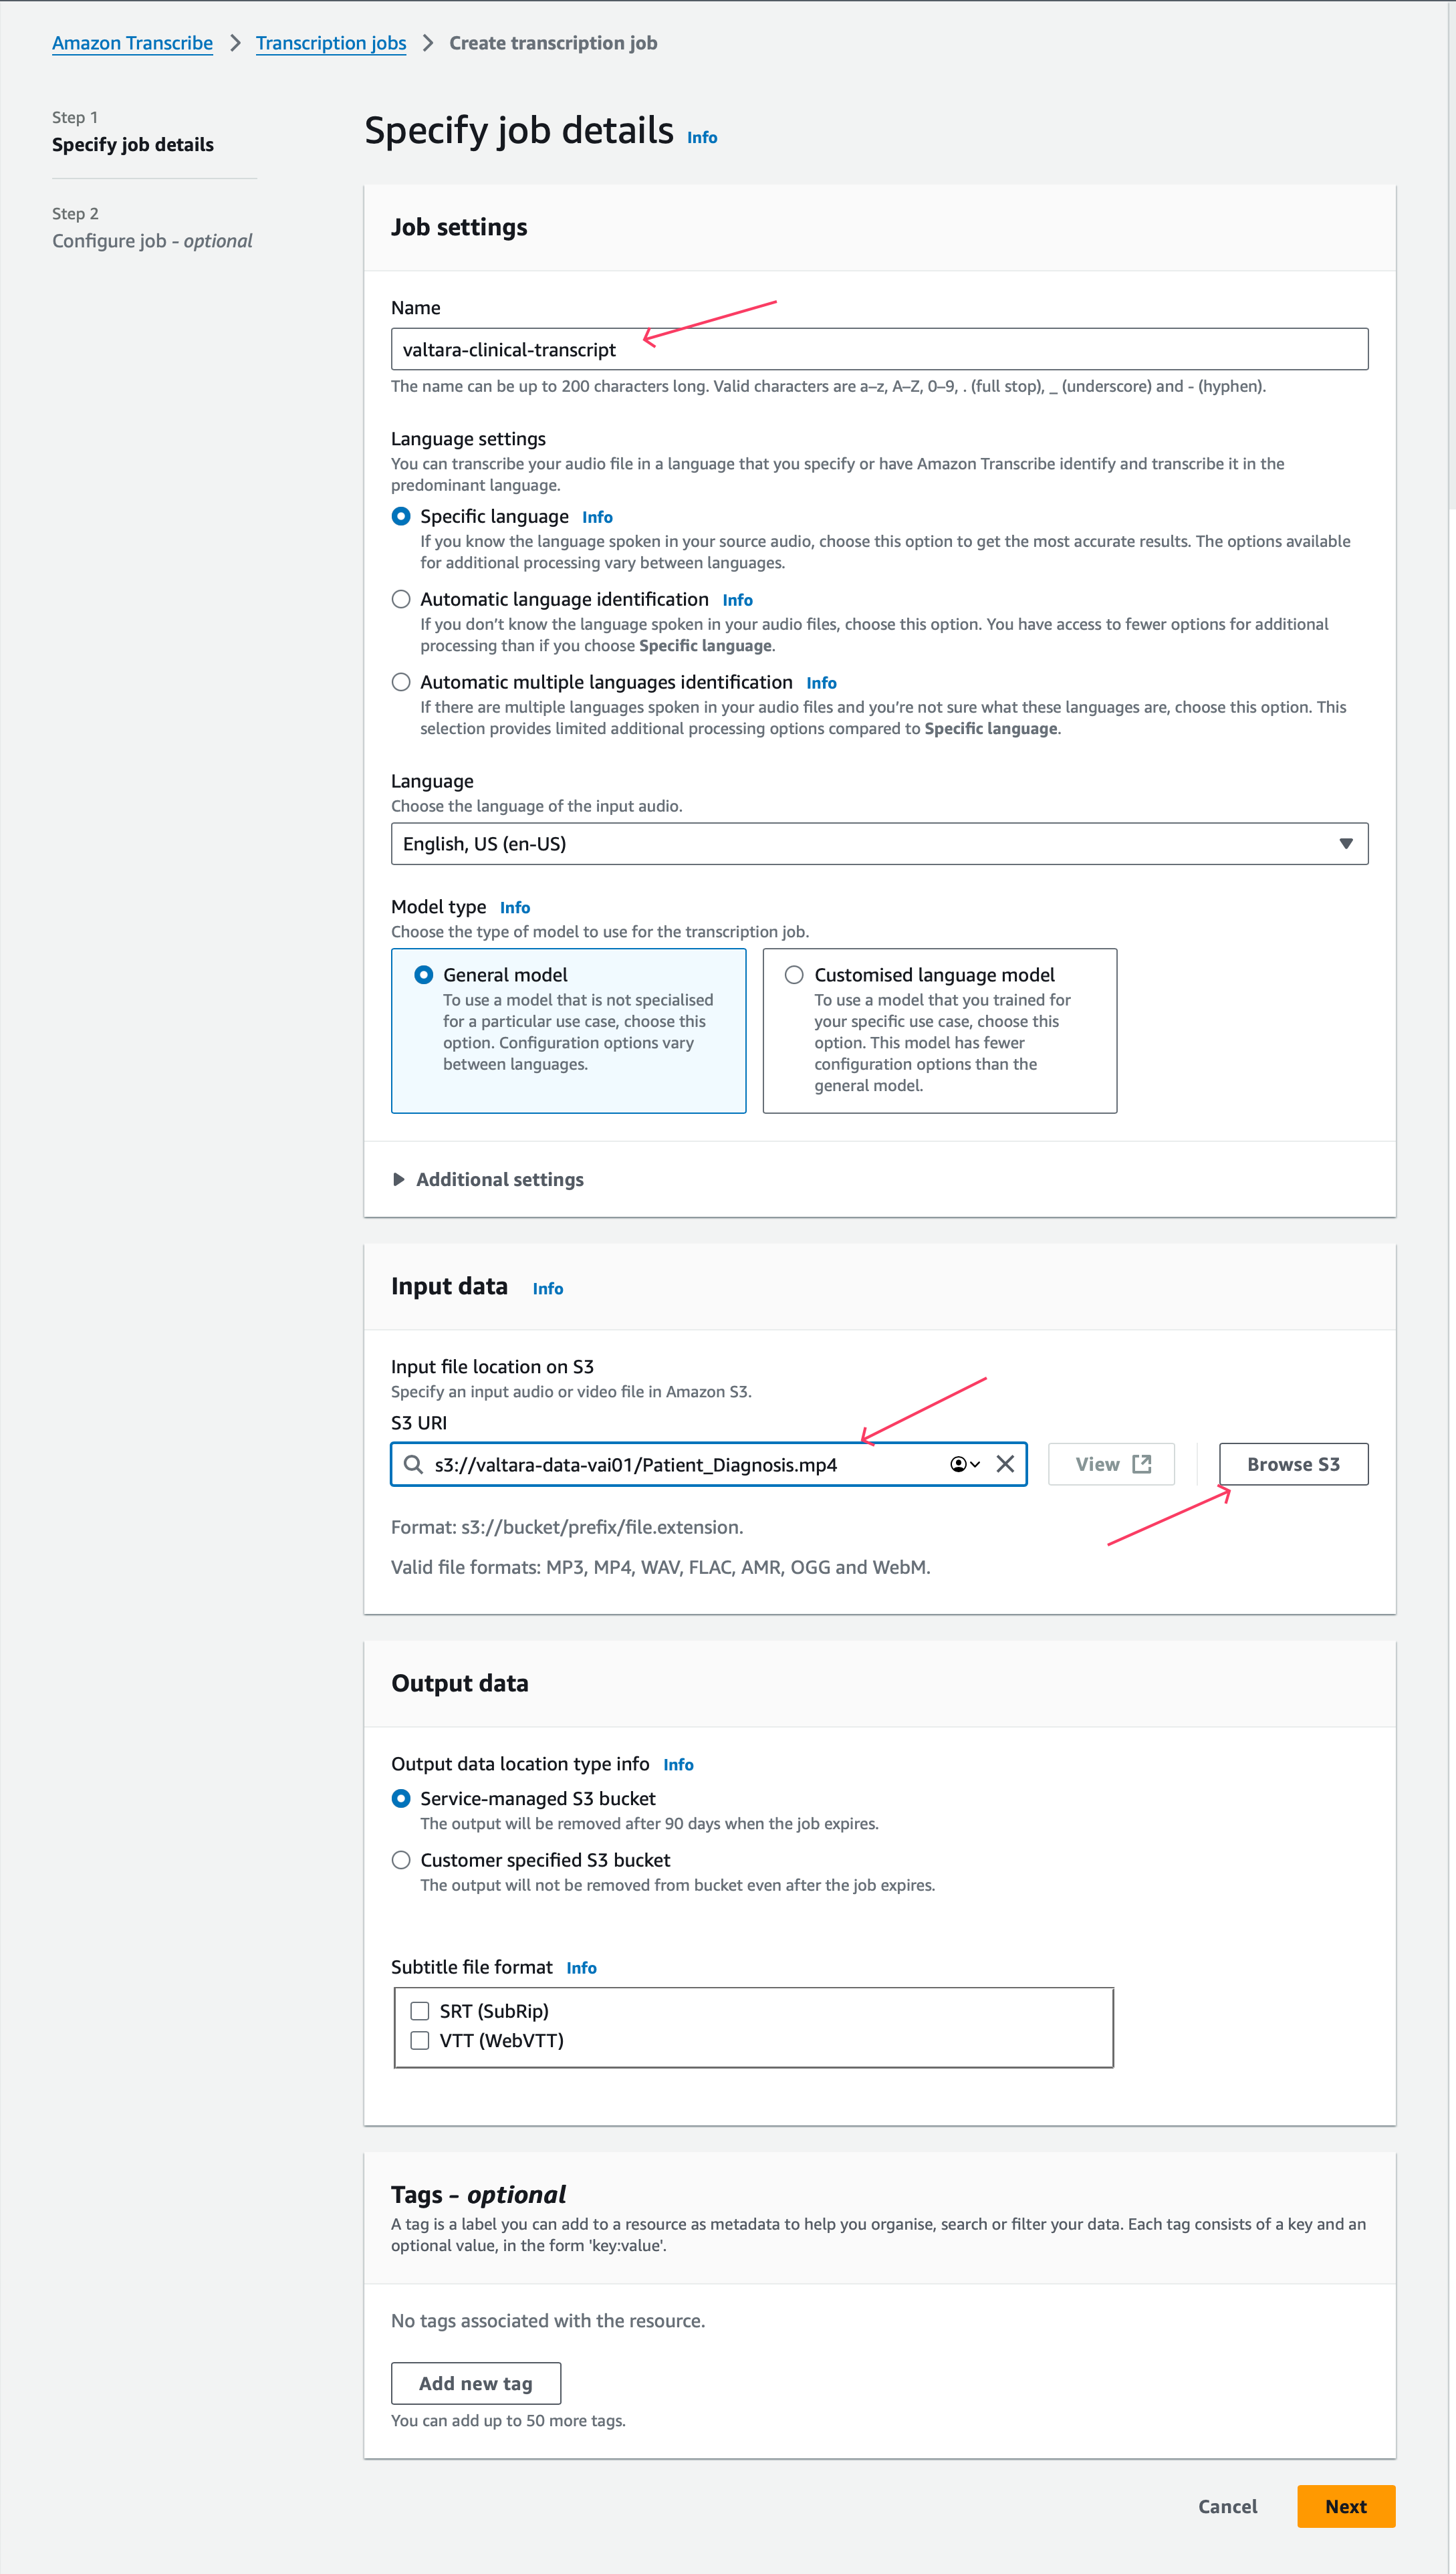 Amazon Transcribe > Transcription jobs > Create transcription job
Step 1
Specify job details
Step 2
Configure job - optional
Specify job details Info
Job settings
Name
valtara-clinical-transcript
The name can be up to 200 characters long. Valid characters are a–z, A–Z, 0–9, . (full stop), _ (underscore) and - (hyphen).
Language settings
You can transcribe your audio file in a language that you specify or have Amazon Transcribe identify and transcribe it in the
predominant language.
Specific language Info
If you know the language spoken in your source audio, choose this option to get the most accurate results. The options available
for additional processing vary between languages.
Automatic language identification Info
If you don’t know the language spoken in your audio files, choose this option. You have access to fewer options for additional
processing than if you choose Specific language.
Automatic multiple languages identification Info
If there are multiple languages spoken in your audio files and you’re not sure what these languages are, choose this option. This
selection provides limited additional processing options compared to Specific language.
Language
Choose the language of the input audio.
English, US (en-US)
Model type Info
Choose the type of model to use for the transcription job.
General model
To use a model that is not specialised
for a particular use case, choose this
option. Configuration options vary
between languages.
Customised language model
To use a model that you trained for
your specific use case, choose this
option. This model has fewer
configuration options than the
general model.
Additional settings
Input data Info
Input file location on S3
Specify an input audio or video file in Amazon S3.
S3 URI
s3://valtara-data-vai01/Patient_Diagnosis.mp4
View
Browse S3
Format: s3://bucket/prefix/file.extension.
Valid file formats: MP3, MP4, WAV, FLAC, AMR, OGG and WebM.
Output data
Output data location type info Info
Service-managed S3 bucket
The output will be removed after 90 days when the job expires.
Customer specified S3 bucket
The output will not be removed from bucket even after the job expires.
Subtitle file format Info
SRT (SubRip)
VTT (WebVTT)
Tags - optional
A tag is a label you can add to a resource as metadata to help you organise, search or filter your data. Each tag consists of a key and an
optional value, in the form 'key:value'.
No tags associated with the resource.
Add new tag
You can add up to 50 more tags.
Cancel
Next